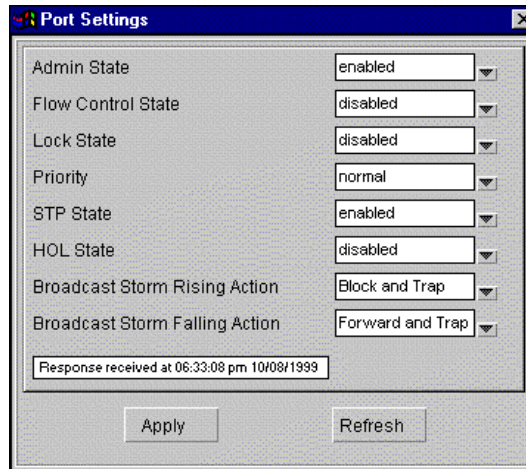 Port Settings
Admin State enabled
Flow Control State disabled
Lock State disabled
Priority normal
STP State enabled
HOL State disabled
Broadcast Storm Rising Action Block and Trap
Broadcast Storm Falling Action Forward and Trap
Response received at 06:33:08 pm 10/08/1999
Apply Refresh